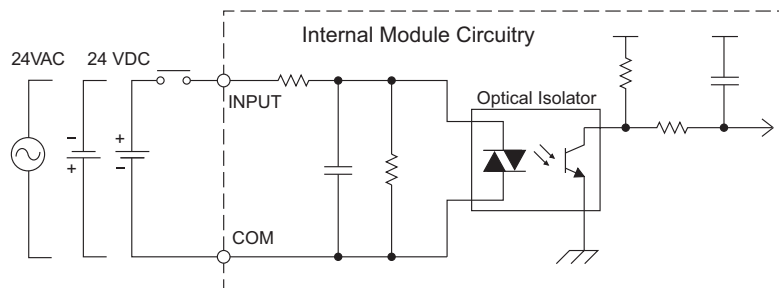 Internal Module Circuitry
24VAC 24 VDC
INPUT
Optical Isolator
- +
+ -
COM